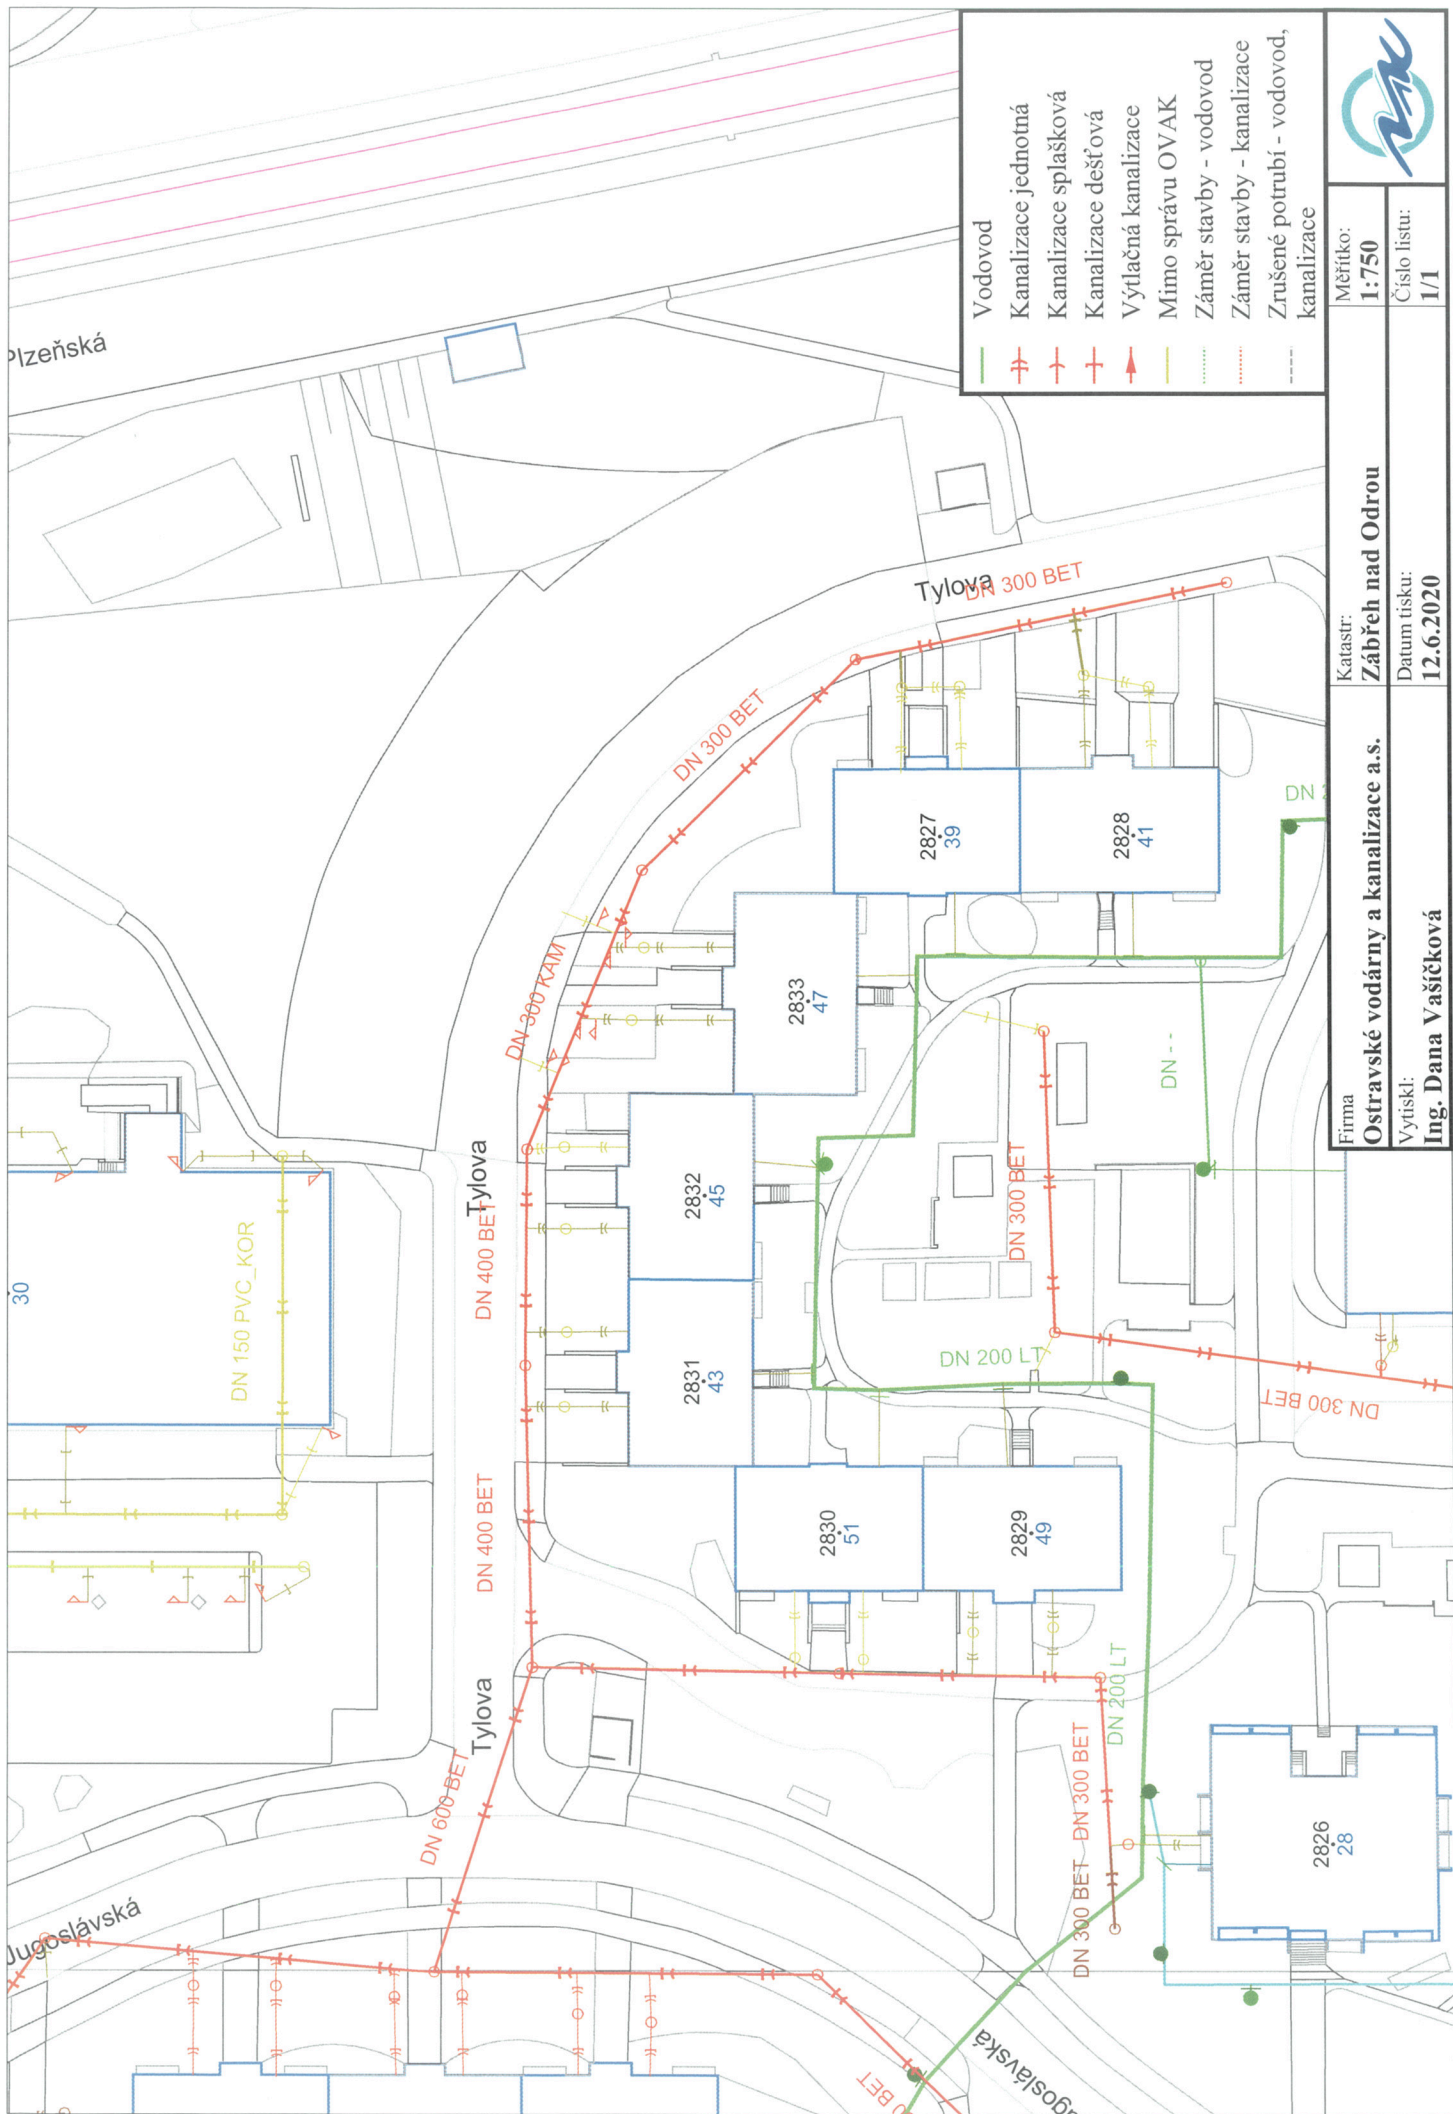 Plzeňská
30
DN 150 PVC_KOR
Tylova
DN 300 BET
DN 300 BET
DN 300 KAM
Tylova
DN 400 BET
DN 400 BET
Tylova
DN 600 BET
Jugoslávská
2827
39
2828
41
2833
47
2832
45
2831
43
2830
51
2829
49
2826
28
DN - -
DN 300 BET
DN 200 LT
DN 300 BET
DN 200 LT
DN 300 BET
DN 300 BET
BET
Vodovod
Kanalizace jednotná
Kanalizace splašková
Kanalizace dešťová
Výtlačná kanalizace
Mimo správu OVAK
Záměr stavby - vodovod
Záměr stavby - kanalizace
Zrušené potrubí - vodovod,
kanalizace
Firma
Ostravské vodárny a kanalizace a.s.
Katastr:
Zábřeh nad Odrou
Měřítko:
1:750
Vytiskl:
Ing. Dana Vašíčková
Datum tisku:
12.6.2020
Číslo listu:
1/1